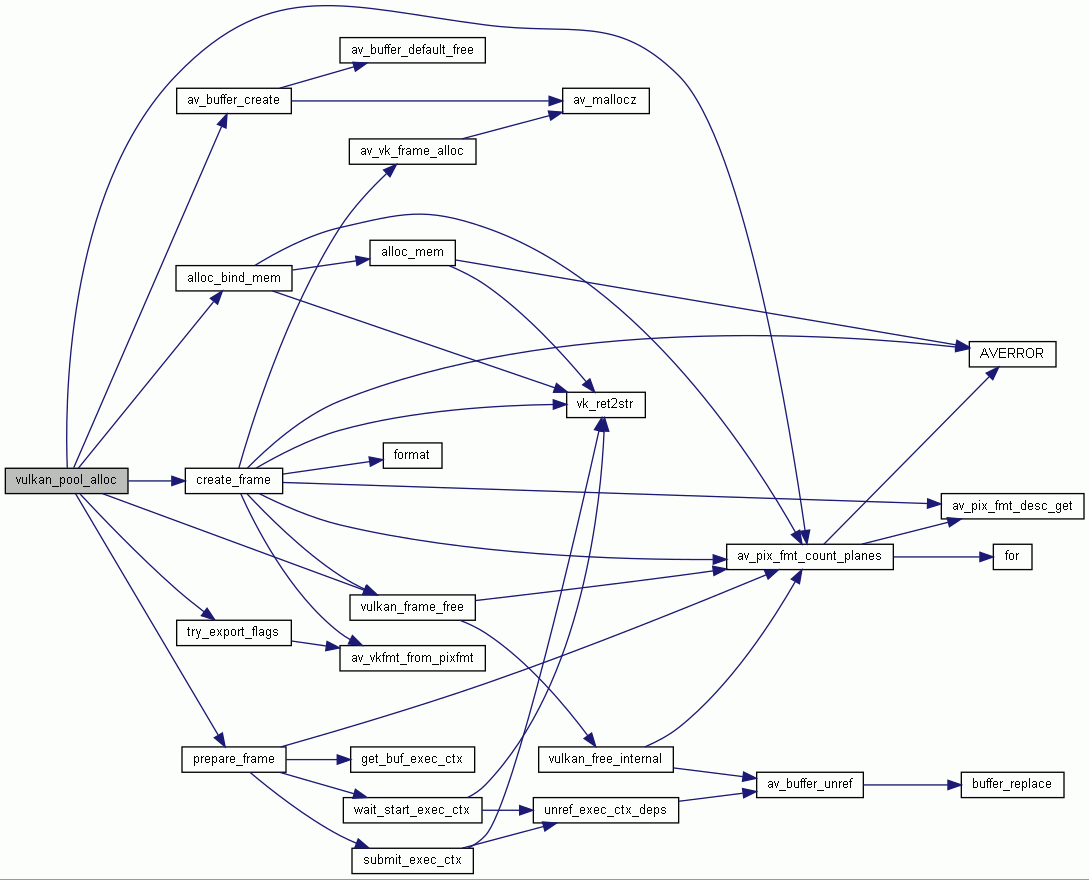 av_buffer_default_free
av_buffer_create
av_mallocz
av_vk_frame_alloc
alloc_mem
alloc_bind_mem
AVERROR
vk_ret2str
format
vulkan_pool_alloc
create_frame
av_pix_fmt_desc_get
av_pix_fmt_count_planes
for
vulkan_frame_free
try_export_flags
av_vkfmt_from_pixfmt
prepare_frame
get_buf_exec_ctx
vulkan_free_internal
av_buffer_unref
buffer_replace
wait_start_exec_ctx
unref_exec_ctx_deps
submit_exec_ctx